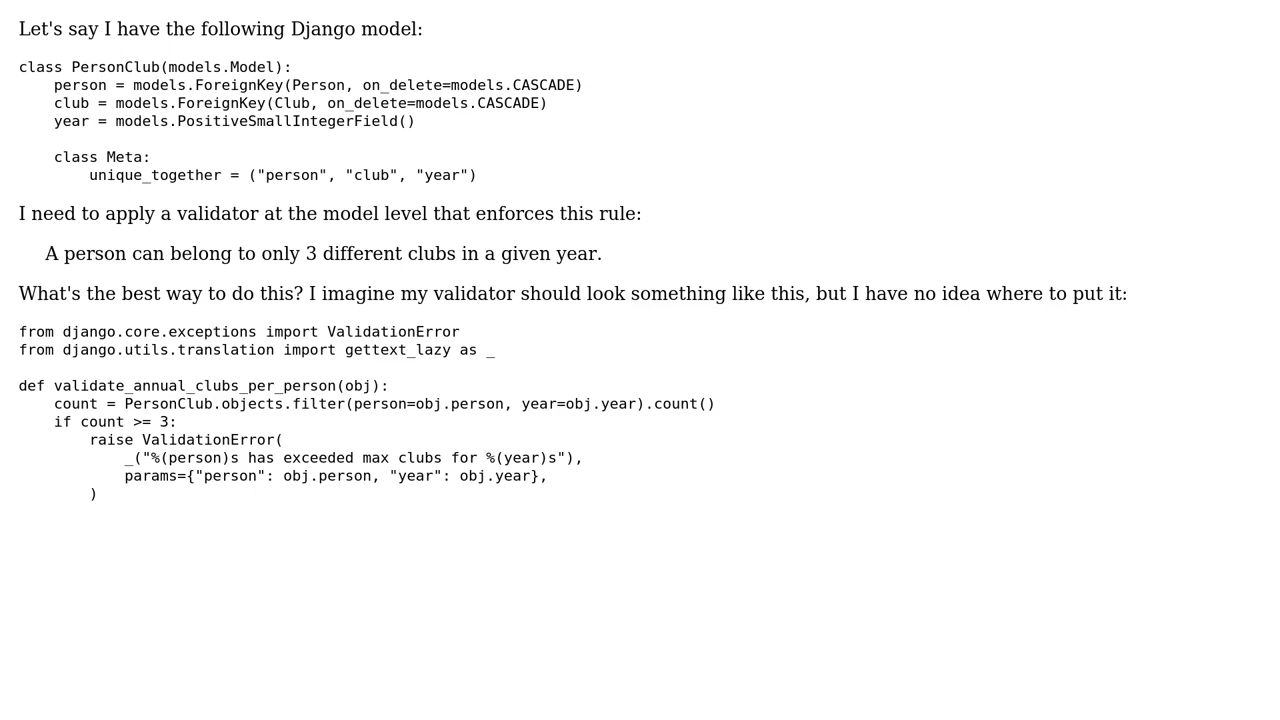 Let's say I have the following Django model:
class PersonClub(models.Model):
    person = models.ForeignKey(Person, on_delete=models.CASCADE)
    club = models.ForeignKey(Club, on_delete=models.CASCADE)
    year = models.PositiveSmallIntegerField()

    class Meta:
        unique_together = ("person", "club", "year")
I need to apply a validator at the model level that enforces this rule:
A person can belong to only 3 different clubs in a given year.
What's the best way to do this? I imagine my validator should look something like this, but I have no idea where to put it:
from django.core.exceptions import ValidationError
from django.utils.translation import gettext_lazy as _

def validate_annual_clubs_per_person(obj):
    count = PersonClub.objects.filter(person=obj.person, year=obj.year).count()
    if count >= 3:
        raise ValidationError(
            _("%(person)s has exceeded max clubs for %(year)s"),
            params={"person": obj.person, "year": obj.year},
        )